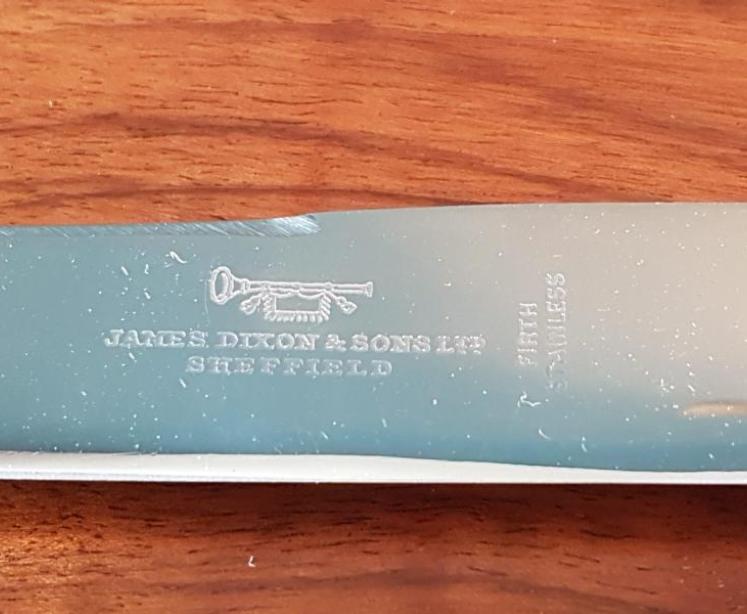 JAMES DIXON & SONS LTD
SHEFFIELD
FIRTH
STAINLESS